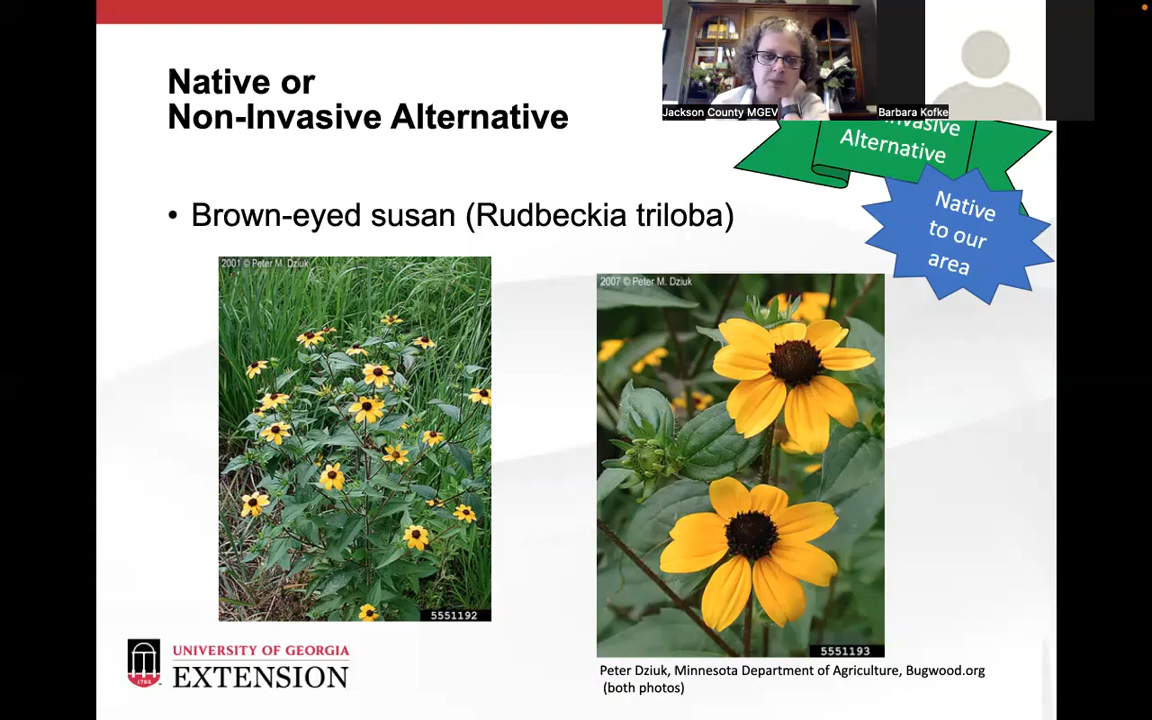 Native or
Non-Invasive Alternative
Jackson County MGEV
Barbara Kofke
Alternative
Native
to our
area
• Brown-eyed susan (Rudbeckia triloba)
2001 © Peter M. Dziuk
2007 © Peter M. Dziuk
5551192
5551193
1785
UNIVERSITY OF GEORGIA
EXTENSION
Peter Dziuk, Minnesota Department of Agriculture, Bugwood.org
(both photos)